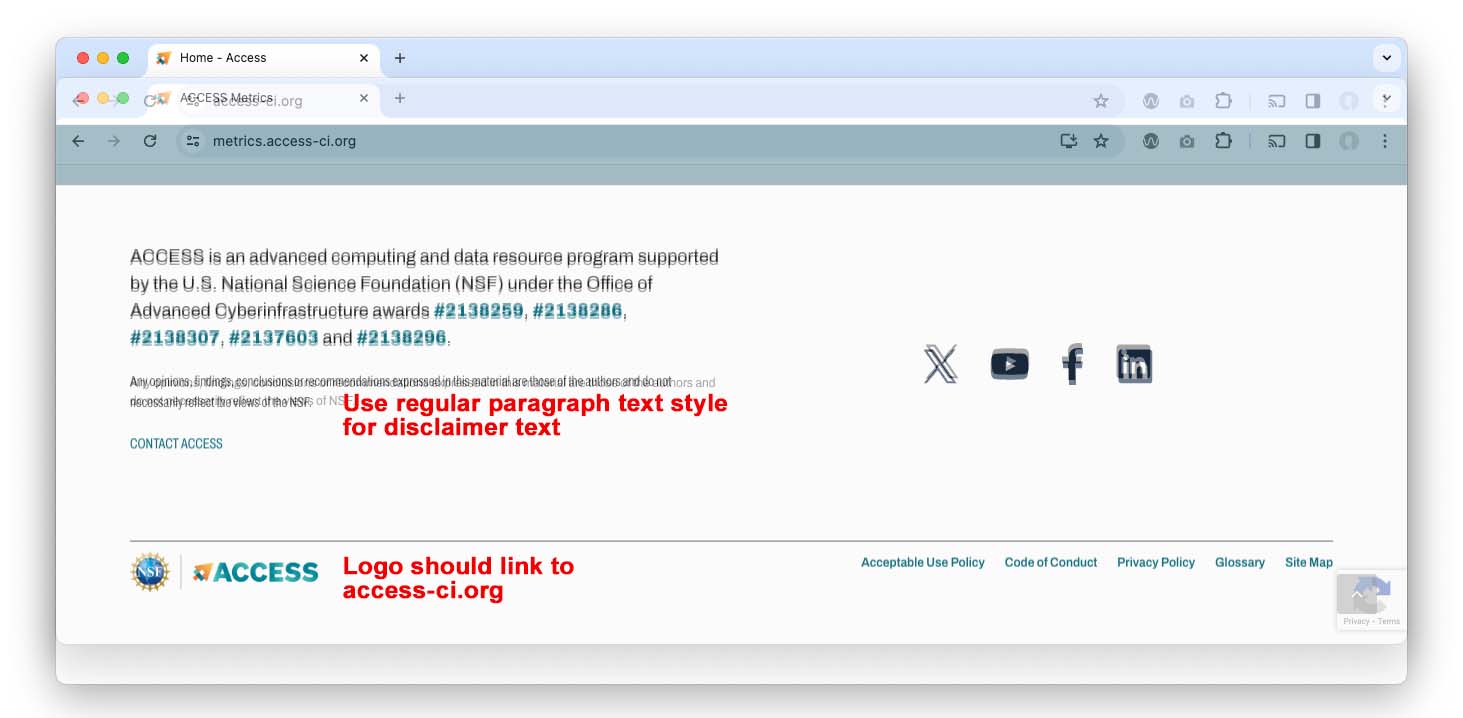 Home - Access
ACCESS Metrics
access-ci.org
metrics.access-ci.org
ACCESS is an advanced computing and data resource program supported
by the U.S. National Science Foundation (NSF) under the Office of
Advanced Cyberinfrastructure awards #2138259, #2138286,
#2138307, #2137603 and #2138296.
Any opinions, findings, conclusions or recommendations expressed in this material are those of the authors and do not
necessarily reflect the views of the NSF.
Use regular paragraph text style
for disclaimer text
CONTACT ACCESS
NSF
ACCESS
Logo should link to
access-ci.org
Acceptable Use Policy Code of Conduct Privacy Policy Glossary Site Map
Privacy - Terms